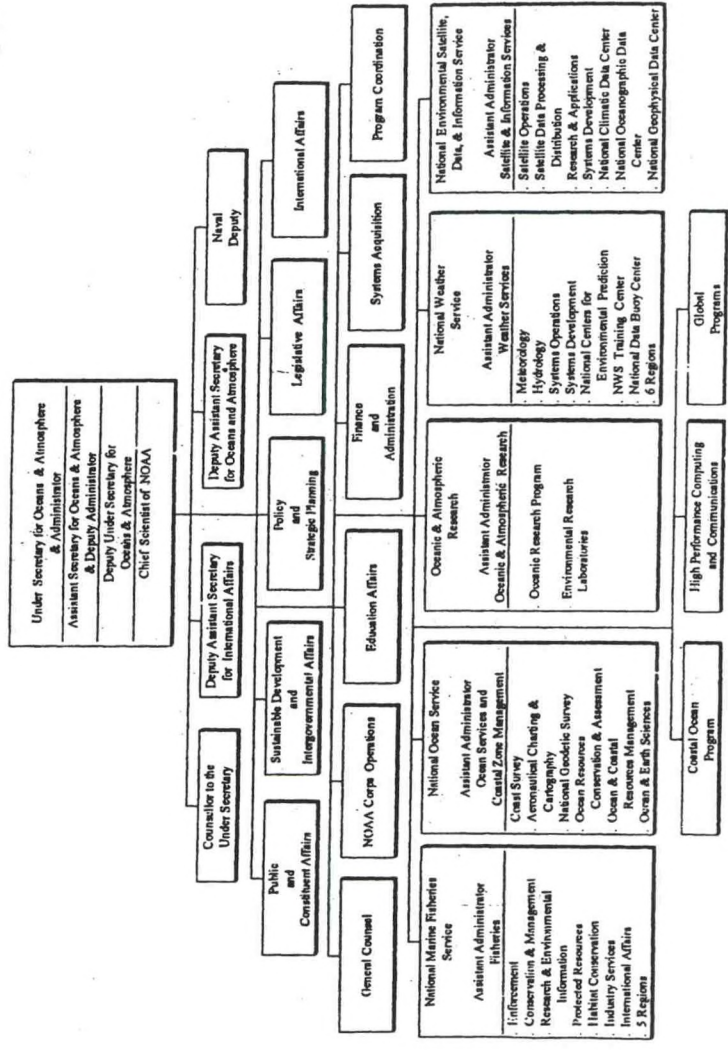 Under Secretary for Oceans & Atmosphere
& Administrator
Assistant Secretary for Oceans & Atmosphere
& Deputy Administrator
Deputy Under Secretary for
Oceans & Atmosphere
Chief Scientist of NOAA
Counsellor to the
Under Secretary
Deputy Assistant Secretary
for International Affairs
Deputy Assistant Secretary
for Oceans and Atmosphere
Naval
Deputy
Public
and
Constituent Affairs
Sustainable Development
and
Intergovernmental Affairs
Policy
and
Strategic Planning
Legislative Affairs
International Affairs
General Counsel
NOAA Corps Operations
Education Affairs
Finance
and
Administration
Systems Acquisition
Program Coordination
National Marine Fisheries
Service
Assistant Administrator
Fisheries
. Enforcement
. Conservation & Management
. Research & Environmental
Information
. Protected Resources
. Habitat Conservation
. Industry Services
. International Affairs
. 5 Regions
National Ocean Service
Assistant Administrator
Ocean Services and
Coastal Zone Management
. Coast Survey
. Aeronautical Charting &
Cartography
. National Geodetic Survey
. Ocean Resources
Conservation & Assessment
. Ocean & Coastal
Resources Management
. Ocean & Earth Sciences
Oceanic & Atmospheric
Research
Assistant Administrator
Oceanic & Atmospheric Research
. Oceanic Research Program
. Environmental Research
Laboratories
National Weather
Service
Assistant Administrator
Weather Services
. Meteorology
. Hydrology
. Systems Operations
. Systems Development
. National Centers for
Environmental Prediction
. NWS Training Center
. National Data Buoy Center
. 6 Regions
National Environmental Satellite,
Data, & Information Service
Assistant Administrator
Satellite & Information Services
. Satellite Operations
. Satellite Data Processing &
Distribution
. Research & Applications
. Systems Development
. National Climatic Data Center
. National Oceanographic Data
Center
. National Geophysical Data Center
Coastal Ocean
Program
High Performance Computing
and Communications
Global
Programs